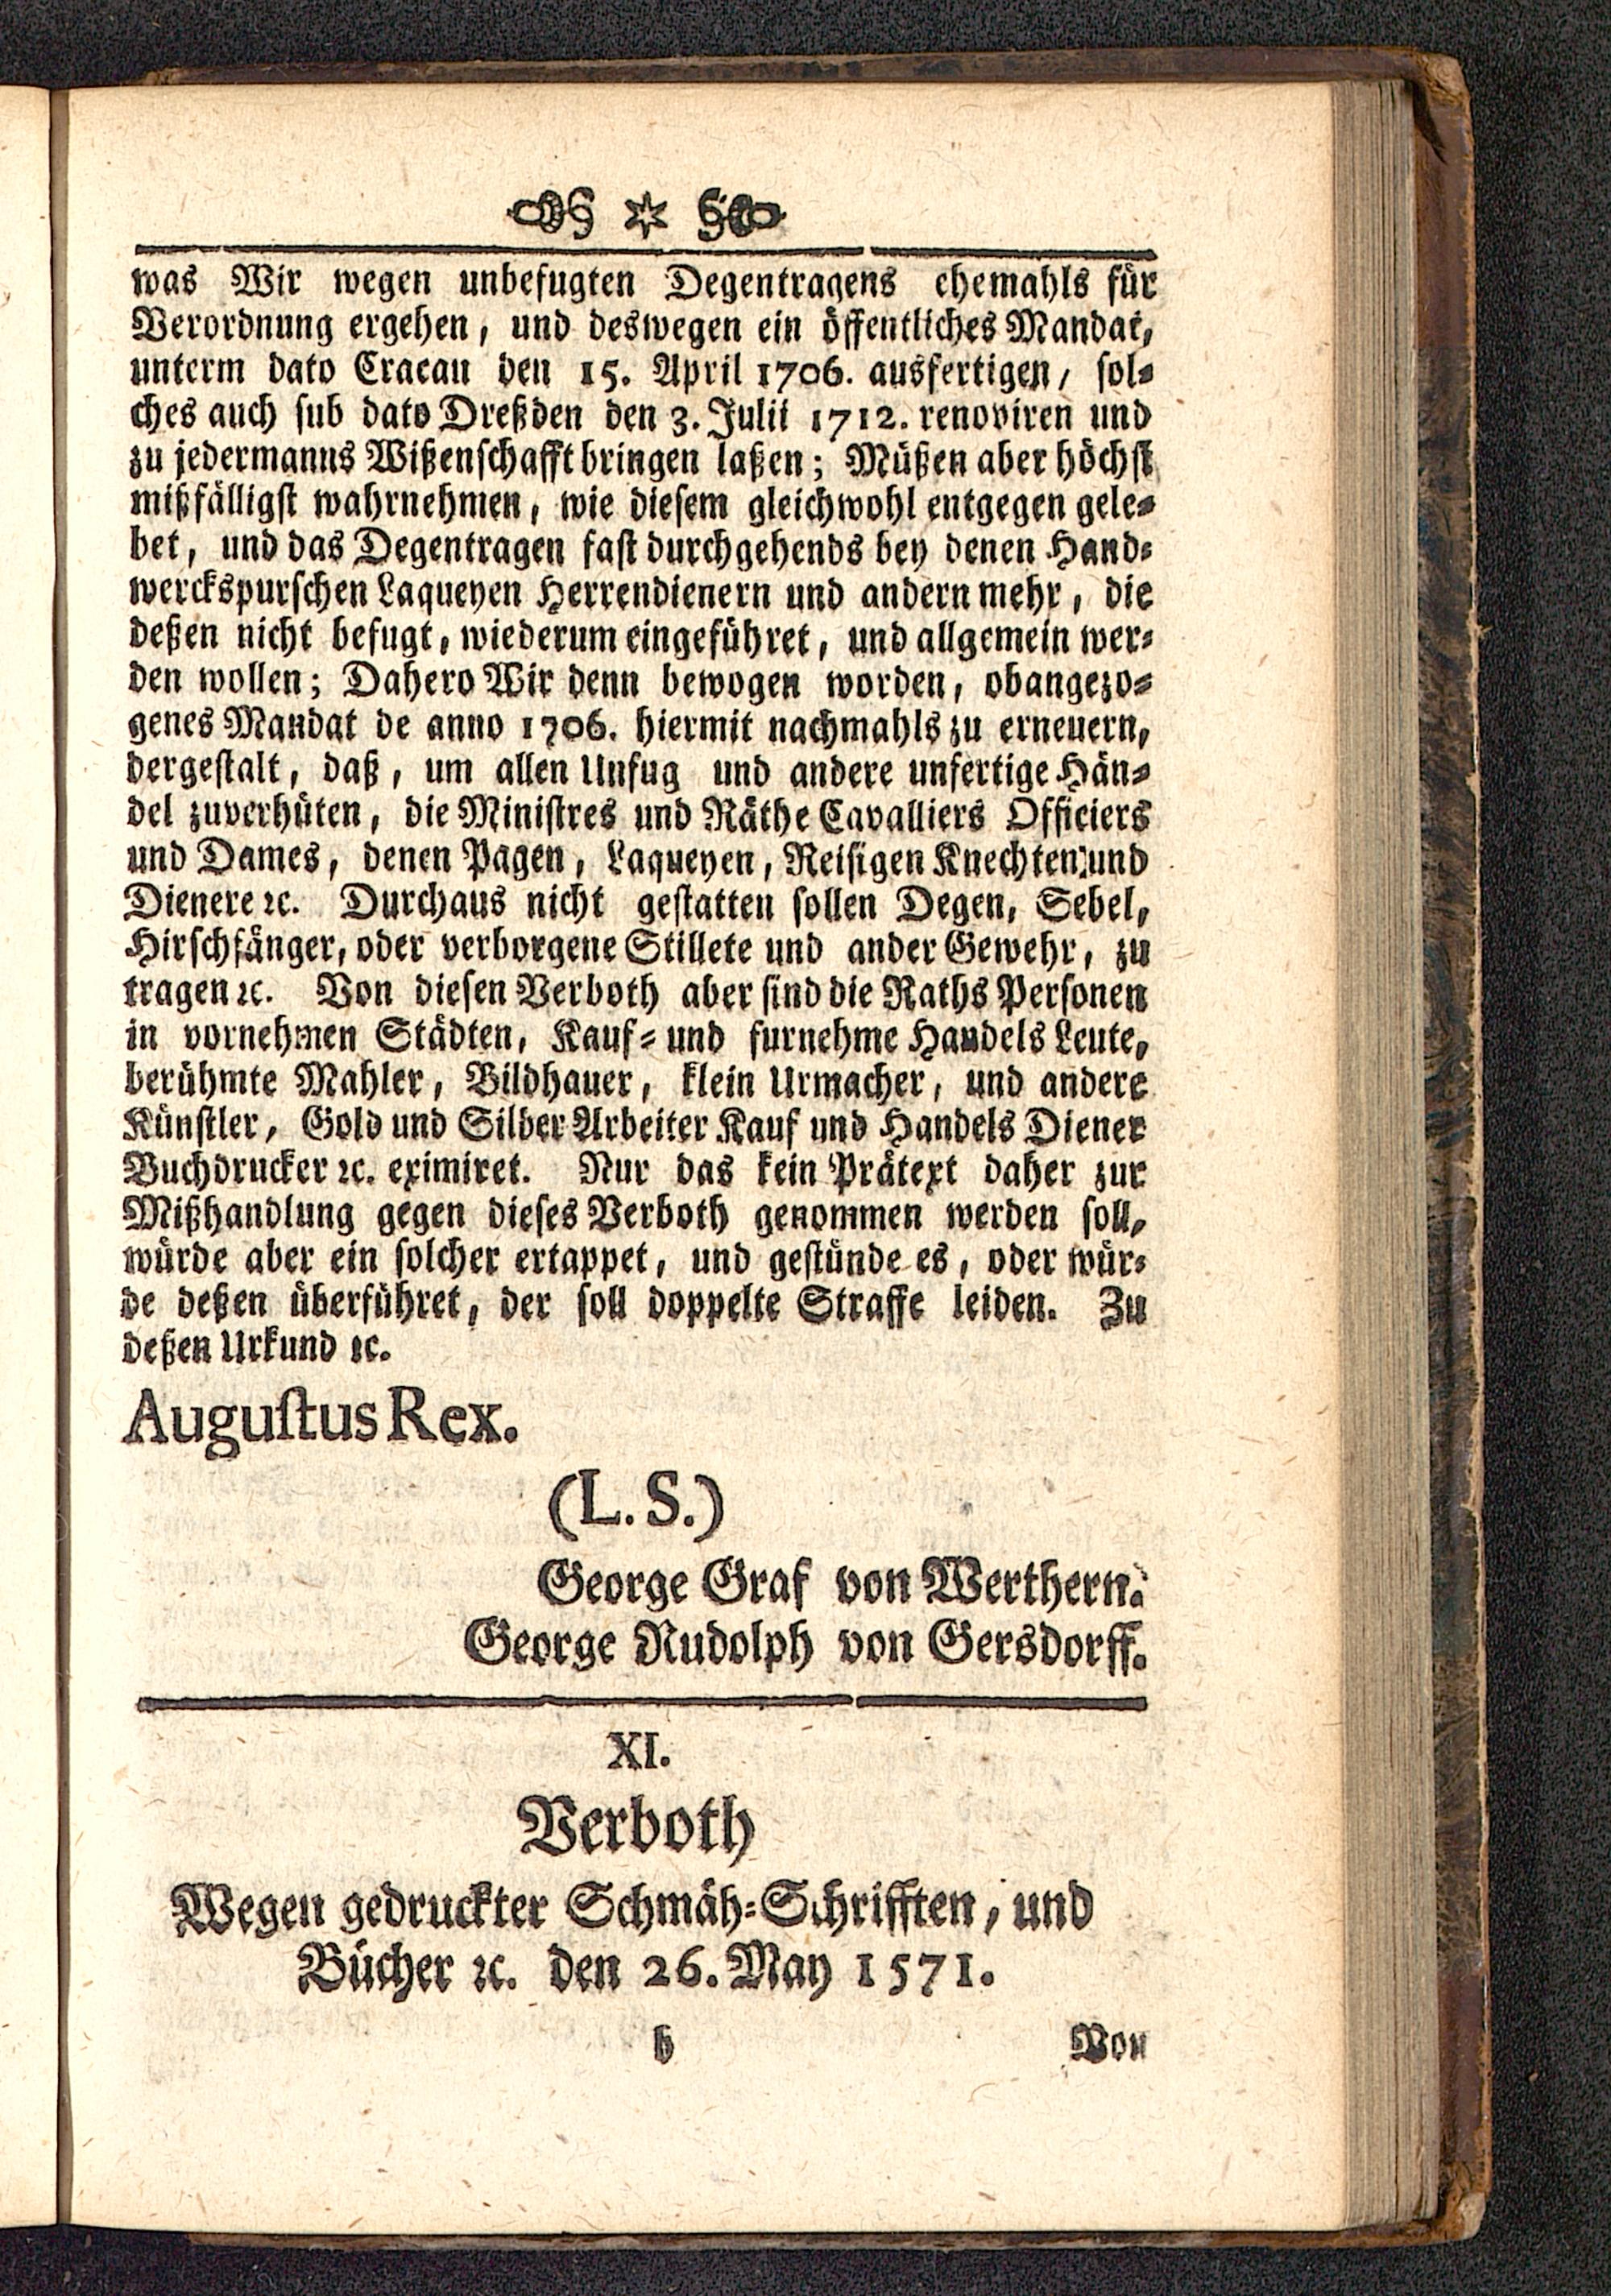 was Wir wegen unbefugten Degentragens ehemahls für
Verordnung ergehen, und deswegen ein öffentliches Mandat,
unterm dato Cracau den 15. April 1706. ausfertigen, sol-
ches auch sub dato Dreßden den 3. Julii 1712. renoviren und
zu jedermanns Wißenschafft bringen laßen; Müßen aber höchst
mißfälligst wahrnehmen, wie diesem gleichwohl entgegen gele-
bet, und das Degentragen fast durchgehends bey denen Hand-
werckspurschen Laqueyen Herrendienern und andern mehr, die
deßen nicht befugt, wiederum eingeführet, und allgemein wer-
den wollen; Dahero Wir denn bewogen worden, obangezo-
genes Mandat de anno 1706. hiermit nachmahls zu erneuern,
dergestalt, daß, um allen Unfug und andere unfertige Hän-
del zuverhüten, die Ministres und Räthe Cavalliers Officiers
und Dames, denen Pagen, Laqueyen, Reisigen Knechten und
Dienere ꝛc. Durchaus nicht gestatten sollen Degen, Sebel,
Hirschfänger, oder verborgene Stillete und ander Gewehr, zu
tragen ꝛc. Von diesen Verboth aber sind die Raths Personen
in vornehmen Städten, Kauf- und furnehme Handels Leute,
berühmte Mahler, Bildhauer, klein Urmacher, und andere
Künstler, Gold und Silber Arbeiter Kauf und Handels Diener
Buchdrucker ꝛc. eximiret. Nur das kein Prätext daher zur
Mißhandlung gegen dieses Verboth genommen werden soll,
würde aber ein solcher ertappet, und gestünde es, oder wür-
de deßen überführet, der soll doppelte Straffe leiden. Zu
deßen Urkund ꝛc.
Augustus Rex.
(L. S.)
George Graf von Werthern.
George Rudolph von Gersdorff.
XI.
Verboth
Wegen gedruckter Schmäh-Schrifften, und
Bücher ꝛc. den 26. May 1571.
b Von